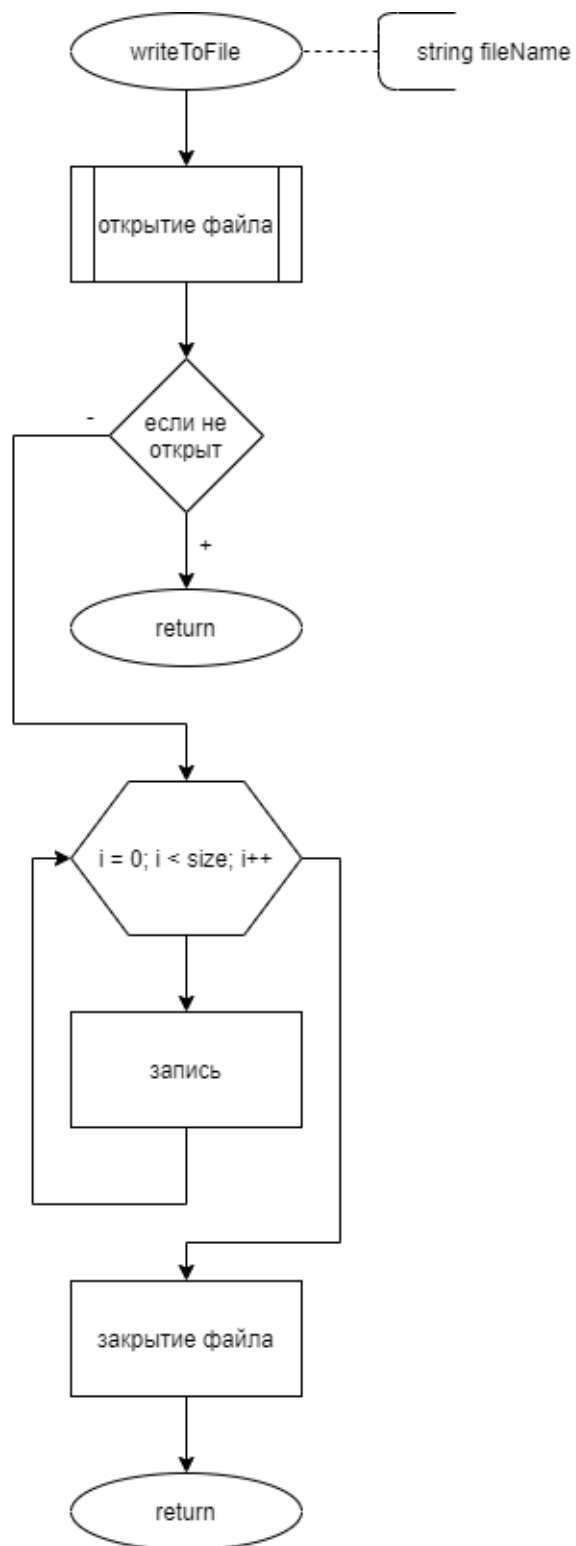 writeToFile
string fileName
открытие файла
если не
открыт
-
+
return
i = 0; i < size; i++
запись
закрытие файла
return